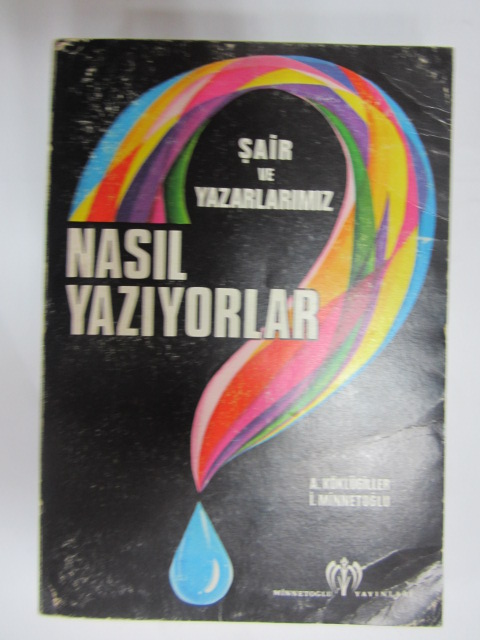 ŞAİR
VE
YAZARLARIMIZ
NASIL
YAZIYORLAR
A. KÖKLÜGİLLER
İ. MİNNETOĞLU
MİNNETOĞLU YAYINLARI